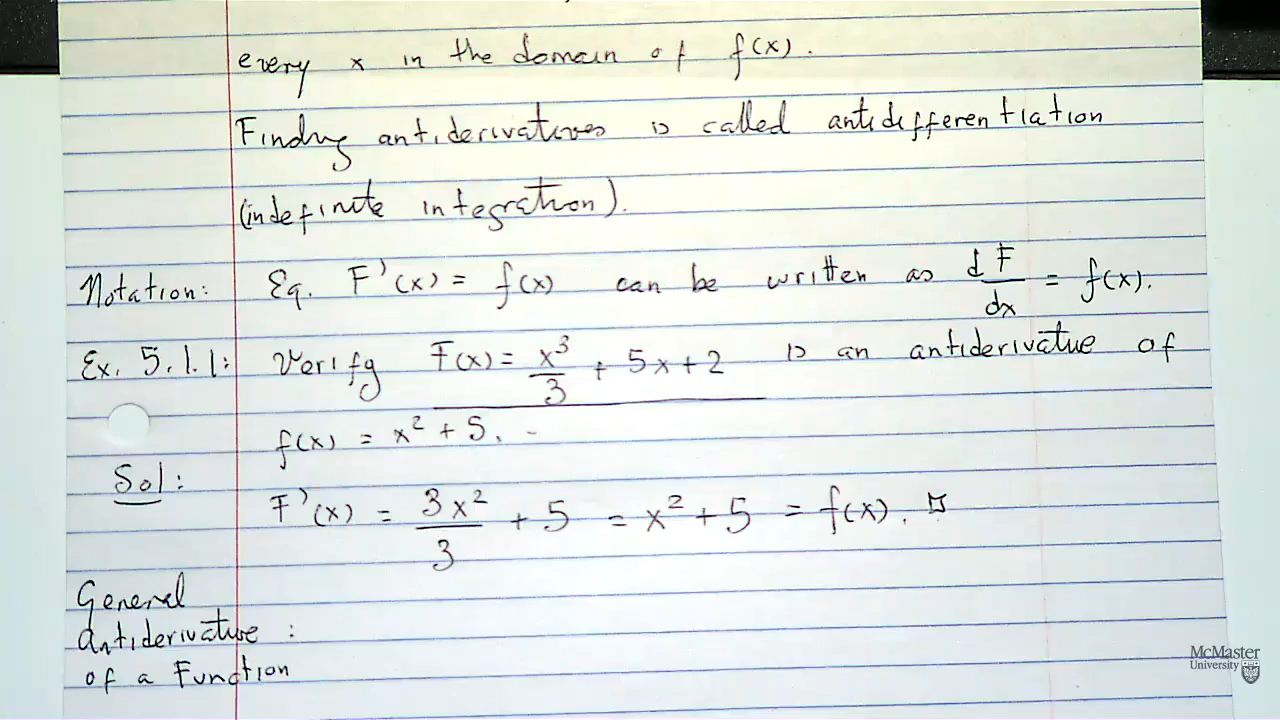 every x in the domain of f(x).
Finding antiderivatives is called antidifferentiation
(indefinite integration).
Notation: Eq. F'(x) = f(x) can be written as dF/dx = f(x).
Ex. 5.1.1: Verify F(x) = x³/3 + 5x + 2 is an antiderivative of
f(x) = x² + 5.
Sol:
F'(x) = 3x²/3 + 5 = x² + 5 = f(x). □
General
antiderivative :
of a Function
McMaster
University